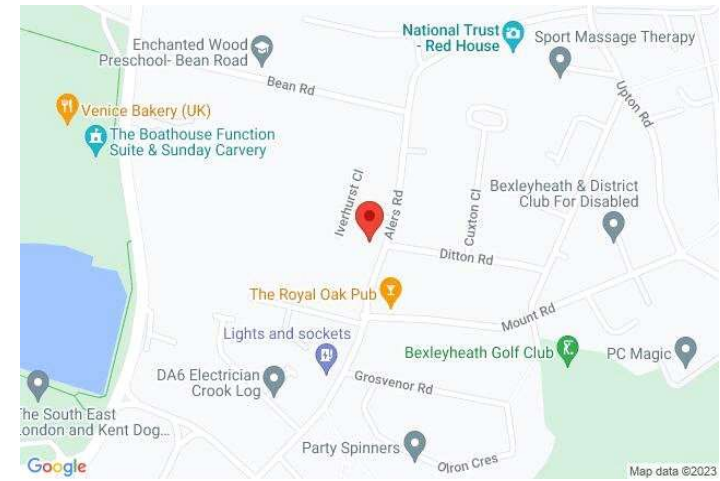 National Trust
- Red House
Enchanted Wood
Preschool- Bean Road
Sport Massage Therapy
Bean Rd
Upton Rd
Venice Bakery (UK)
The Boathouse Function
Suite & Sunday Carvery
Iverhurst Cl
Alers Rd
Cuxton Cl
Bexleyheath & District
Club For Disabled
Ditton Rd
The Royal Oak Pub
Mount Rd
Lights and sockets
Bexleyheath Golf Club
PC Magic
DA6 Electrician
Crook Log
Grosvenor Rd
The South East
London and Kent Dog...
Party Spinners
Olron Cres
Google
Map data ©2023